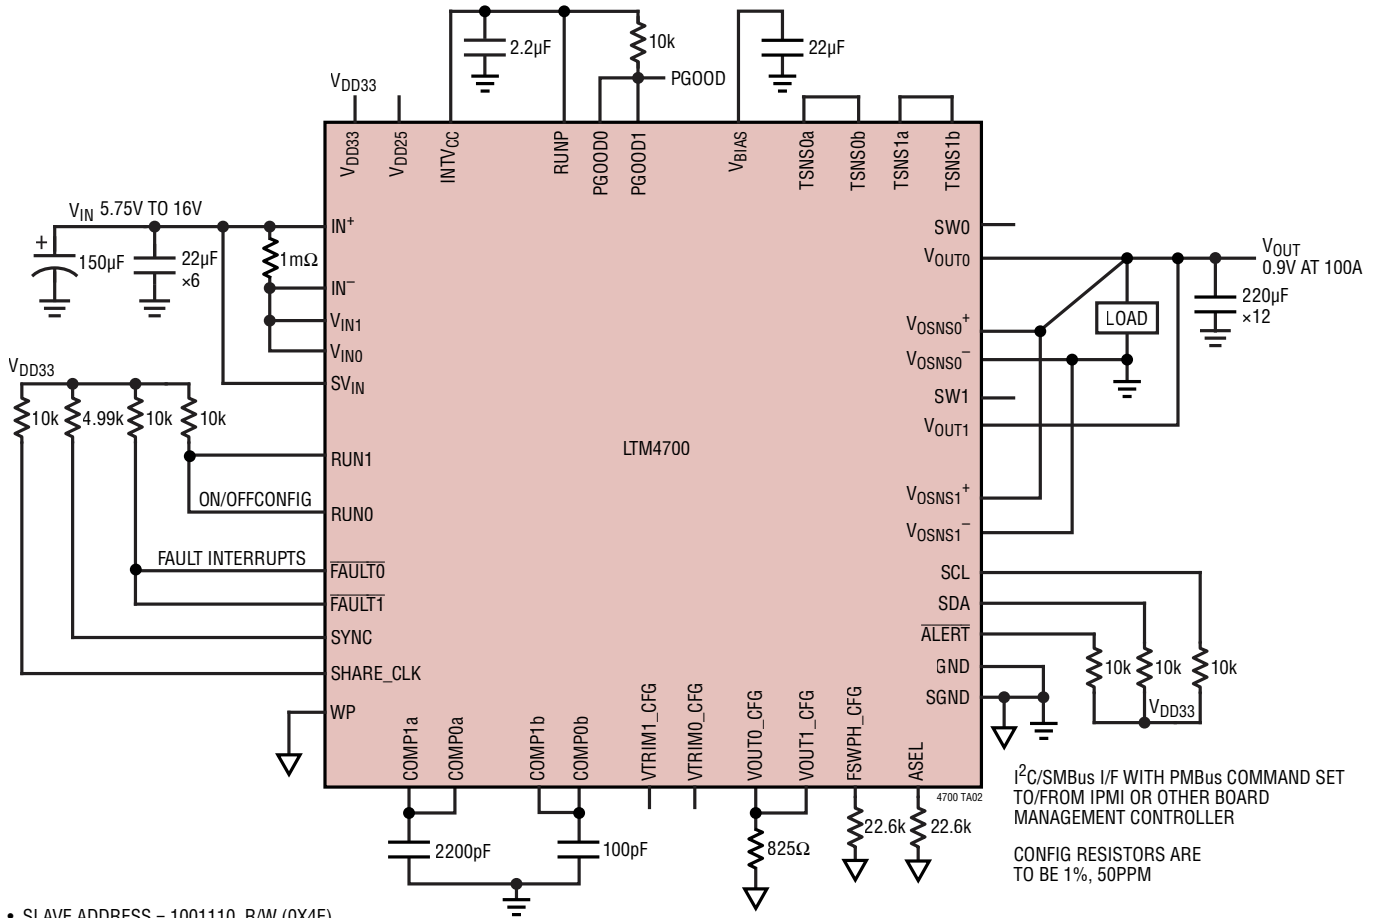 2.2µF
10k
PGOOD
22µF
VDD33
VDD33
VDD25
INTVCC
RUNP
PGOOD0
PGOOD1
VBIAS
TSNS0a
TSNS0b
TSNS1a
TSNS1b
VIN 5.75V TO 16V
+
150µF
22µF
×6
1mΩ
IN+
IN–
VIN1
VIN0
SVIN
VDD33
10k
4.99k
10k
10k
RUN1
ON/OFFCONFIG
RUN0
FAULT INTERRUPTS
FAULT0
FAULT1
SYNC
SHARE_CLK
WP
LTM4700
SW0
VOUT0
VOSNS0+
VOSNS0–
SW1
VOUT1
VOSNS1+
VOSNS1–
SCL
SDA
ALERT
GND
SGND
VOUT
0.9V AT 100A
LOAD
220µF
×12
10k
10k
10k
VDD33
COMP1a
COMP0a
COMP1b
COMP0b
VTRIM1_CFG
VTRIM0_CFG
VOUT0_CFG
VOUT1_CFG
FSWPH_CFG
ASEL
4700 TA02
2200pF
100pF
825Ω
22.6k
22.6k
I2C/SMBus I/F WITH PMBus COMMAND SET
TO/FROM IPMI OR OTHER BOARD
MANAGEMENT CONTROLLER
CONFIG RESISTORS ARE
TO BE 1%, 50PPM
• SLAVE ADDRESS = 1001110_R/W (0X4E)